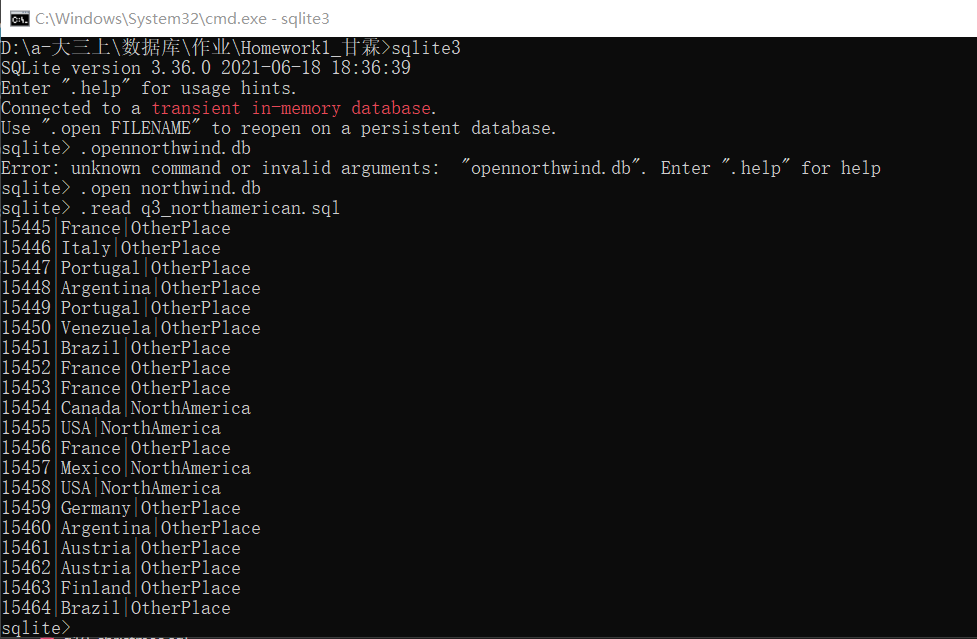 C:\Windows\System32\cmd.exe - sqlite3
D:\a-大三上\数据库\作业\Homework1_甘霖>sqlite3
SQLite version 3.36.0 2021-06-18 18:36:39
Enter ".help" for usage hints.
Connected to a transient in-memory database.
Use ".open FILENAME" to reopen on a persistent database.
sqlite> .opennorthwind.db
Error: unknown command or invalid arguments:  "opennorthwind.db". Enter ".help" for help
sqlite> .open northwind.db
sqlite> .read q3_northamerican.sql
15445|France|OtherPlace
15446|Italy|OtherPlace
15447|Portugal|OtherPlace
15448|Argentina|OtherPlace
15449|Portugal|OtherPlace
15450|Venezuela|OtherPlace
15451|Brazil|OtherPlace
15452|France|OtherPlace
15453|France|OtherPlace
15454|Canada|NorthAmerica
15455|USA|NorthAmerica
15456|France|OtherPlace
15457|Mexico|NorthAmerica
15458|USA|NorthAmerica
15459|Germany|OtherPlace
15460|Argentina|OtherPlace
15461|Austria|OtherPlace
15462|Austria|OtherPlace
15463|Finland|OtherPlace
15464|Brazil|OtherPlace
sqlite>